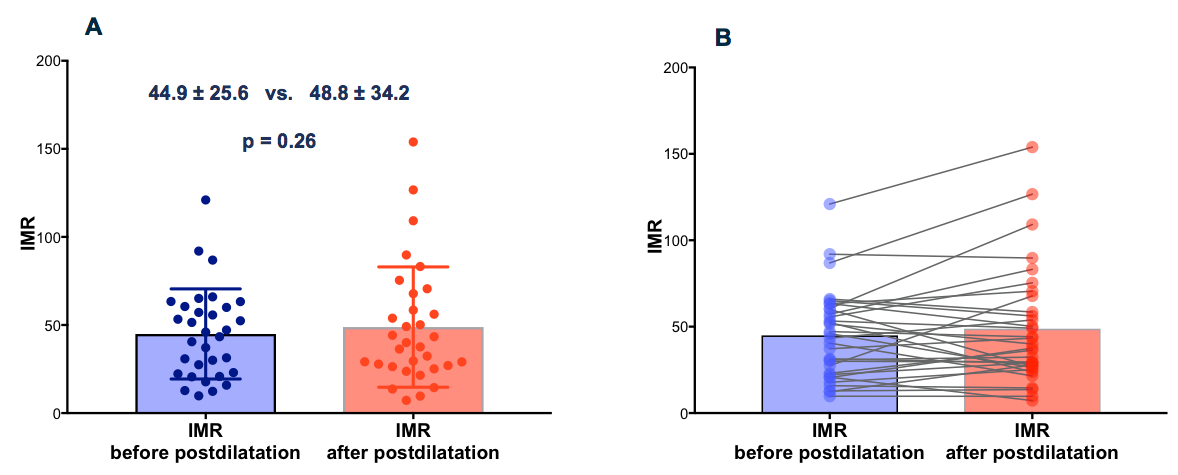 A
200
150
100
50
0
IMR
44.9 ± 25.6 vs. 48.8 ± 34.2
p = 0.26
IMR
before postdilatation
IMR
after postdilatation
B
200
150
100
50
0
IMR
IMR
before postdilatation
IMR
after postdilatation